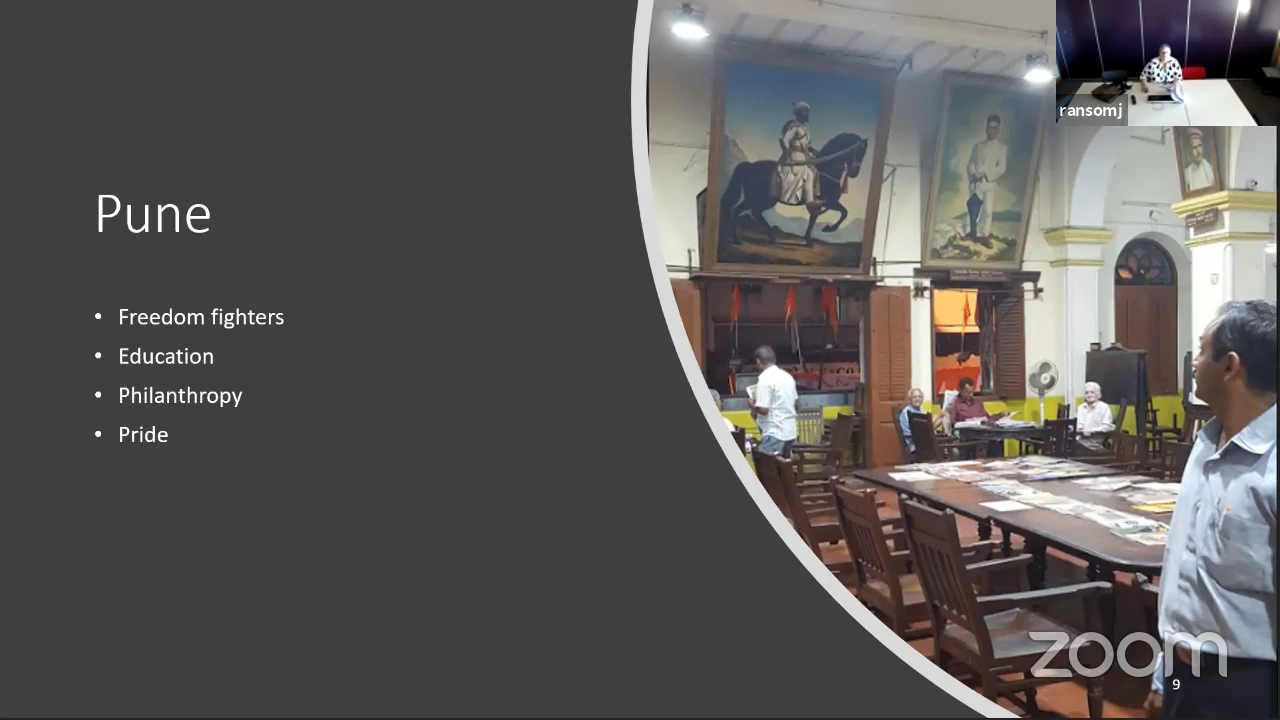 Pune
• Freedom fighters
• Education
• Philanthropy
• Pride
ransomj
zoom
9